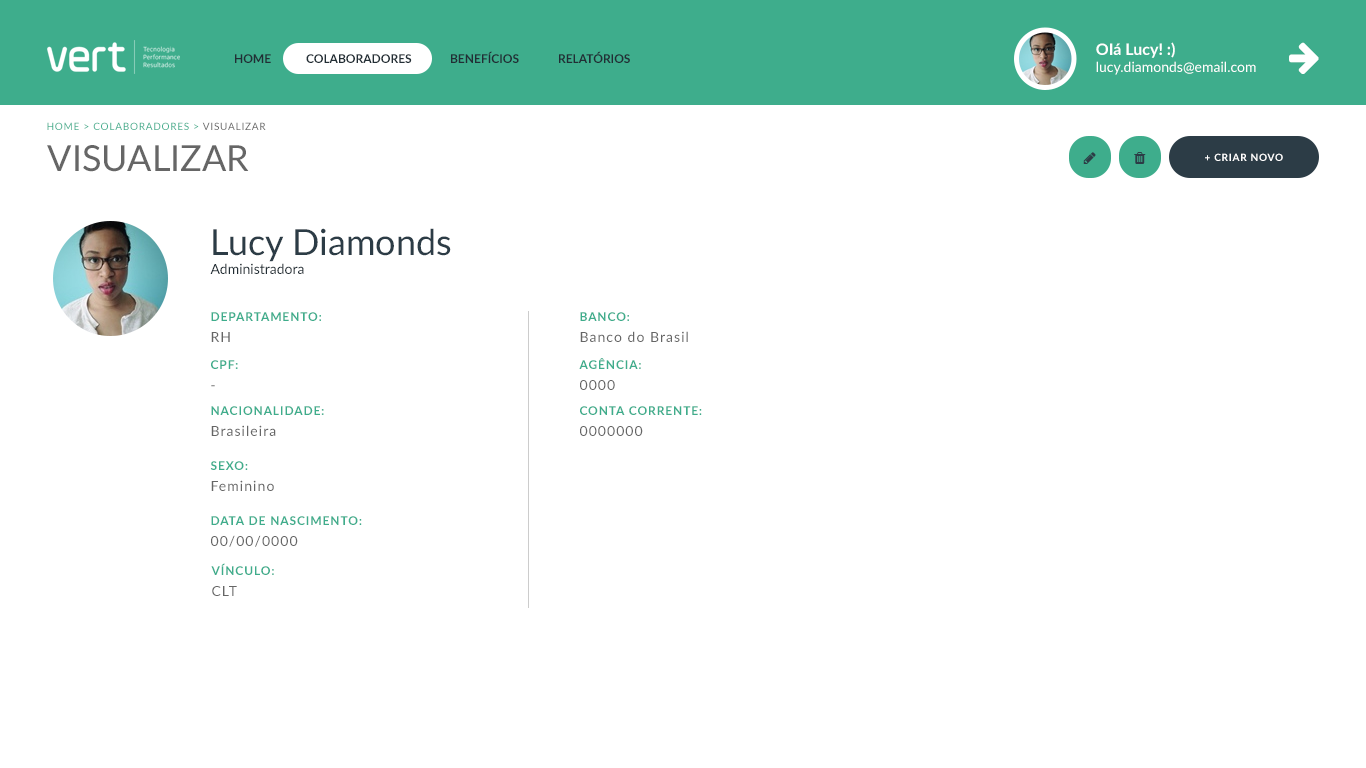 vert
Tecnologia
Performance
Resultados
HOME
COLABORADORES
BENEFÍCIOS
RELATÓRIOS
Olá Lucy! :)
lucy.diamonds@email.com
HOME > COLABORADORES > VISUALIZAR
VISUALIZAR
+ CRIAR NOVO
Lucy Diamonds
Administradora
DEPARTAMENTO:
RH
CPF:
-
NACIONALIDADE:
Brasileira
SEXO:
Feminino
DATA DE NASCIMENTO:
00/00/0000
VÍNCULO:
CLT
BANCO:
Banco do Brasil
AGÊNCIA:
0000
CONTA CORRENTE:
0000000